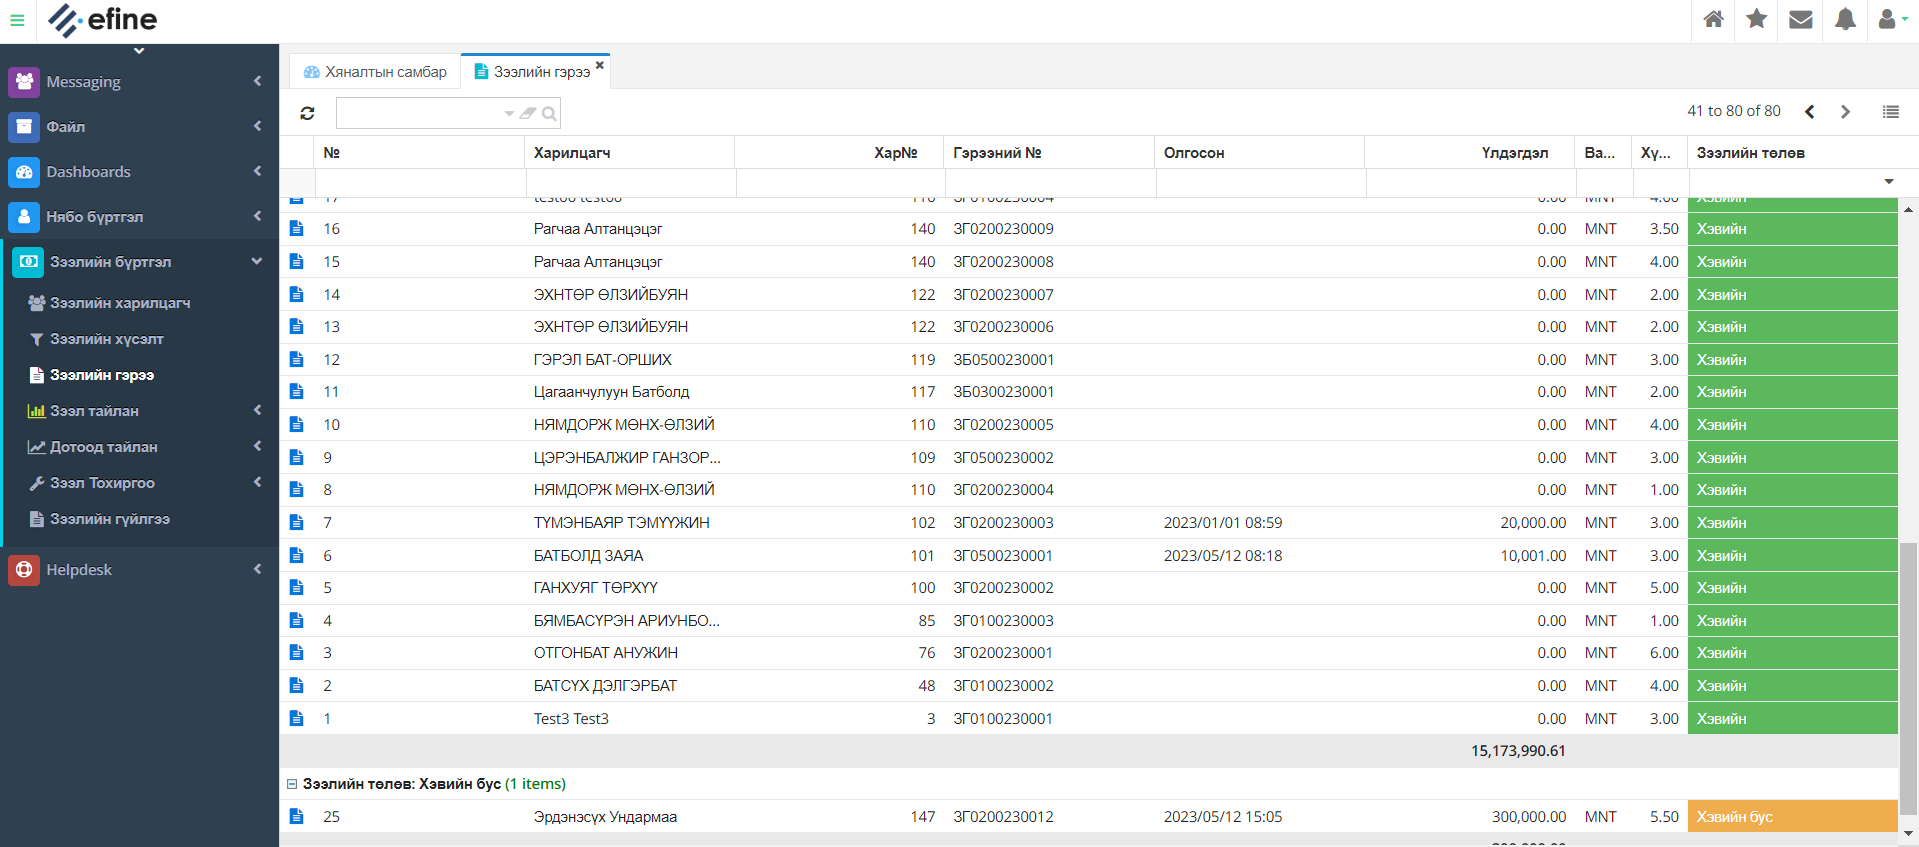 efine
Messaging
Файл
Dashboards
Нябо бүртгэл
Зээлийн бүртгэл
Зээлийн харилцагч
Зээлийн хүсэлт
Зээлийн гэрээ
Зээл тайлан
Дотоод тайлан
Зээл Тохиргоо
Зээлийн гүйлгээ
Helpdesk
Хяналтын самбар Зээлийн гэрээ
41 to 80 of 80
№ Харилцагч Хар№ Гэрээний № Олгосон Үлдэгдэл Ва... Хү... Зээлийн төлөв
16 Рагчаа Алтанцэцэг 140 ЗГ0200230009 0.00 MNT 3.50 Хэвийн
15 Рагчаа Алтанцэцэг 140 ЗГ0200230008 0.00 MNT 4.00 Хэвийн
14 ЭХНТӨР ӨЛЗИЙБУЯН 122 ЗГ0200230007 0.00 MNT 2.00 Хэвийн
13 ЭХНТӨР ӨЛЗИЙБУЯН 122 ЗГ0200230006 0.00 MNT 2.00 Хэвийн
12 ГЭРЭЛ БАТ-ОРШИХ 119 ЗБ0500230001 0.00 MNT 3.00 Хэвийн
11 Цагаанчулуун Батболд 117 ЗБ0300230001 0.00 MNT 2.00 Хэвийн
10 НЯМДОРЖ МӨНХ-ӨЛЗИЙ 110 ЗГ0200230005 0.00 MNT 4.00 Хэвийн
9 ЦЭРЭНБАЛЖИР ГАНЗОР... 109 ЗГ0500230002 0.00 MNT 3.00 Хэвийн
8 НЯМДОРЖ МӨНХ-ӨЛЗИЙ 110 ЗГ0200230004 0.00 MNT 1.00 Хэвийн
7 ТҮМЭНБАЯР ТЭМҮҮЖИН 102 ЗГ0200230003 2023/01/01 08:59 20,000.00 MNT 3.00 Хэвийн
6 БАТБОЛД ЗАЯА 101 ЗГ0500230001 2023/05/12 08:18 10,001.00 MNT 3.00 Хэвийн
5 ГАНХУЯГ ТӨРХҮҮ 100 ЗГ0200230002 0.00 MNT 5.00 Хэвийн
4 БЯМБАСҮРЭН АРИУНБО... 85 ЗГ0100230003 0.00 MNT 1.00 Хэвийн
3 ОТГОНБАТ АНУЖИН 76 ЗГ0200230001 0.00 MNT 6.00 Хэвийн
2 БАТСҮХ ДЭЛГЭРБАТ 48 ЗГ0100230002 0.00 MNT 4.00 Хэвийн
1 Test3 Test3 3 ЗГ0100230001 0.00 MNT 3.00 Хэвийн
15,173,990.61
Зээлийн төлөв: Хэвийн бус (1 items)
25 Эрдэнэсүх Ундармаа 147 ЗГ0200230012 2023/05/12 15:05 300,000.00 MNT 5.50 Хэвийн бус